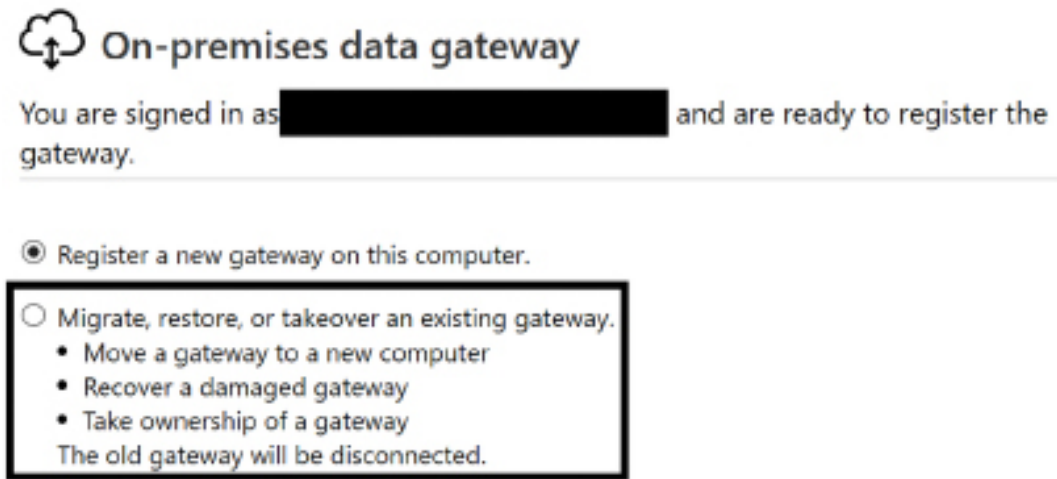 On-premises data gateway
You are signed in as and are ready to register the
gateway.
Register a new gateway on this computer.
Migrate, restore, or takeover an existing gateway.
• Move a gateway to a new computer
• Recover a damaged gateway
• Take ownership of a gateway
The old gateway will be disconnected.